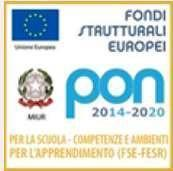 FONDI
STRUTTURALI
EUROPEI
Unione Europea
MIUR
pon
2014-2020
PER LA SCUOLA - COMPETENZE E AMBIENTI
PER L'APPRENDIMENTO (FSE-FESR)